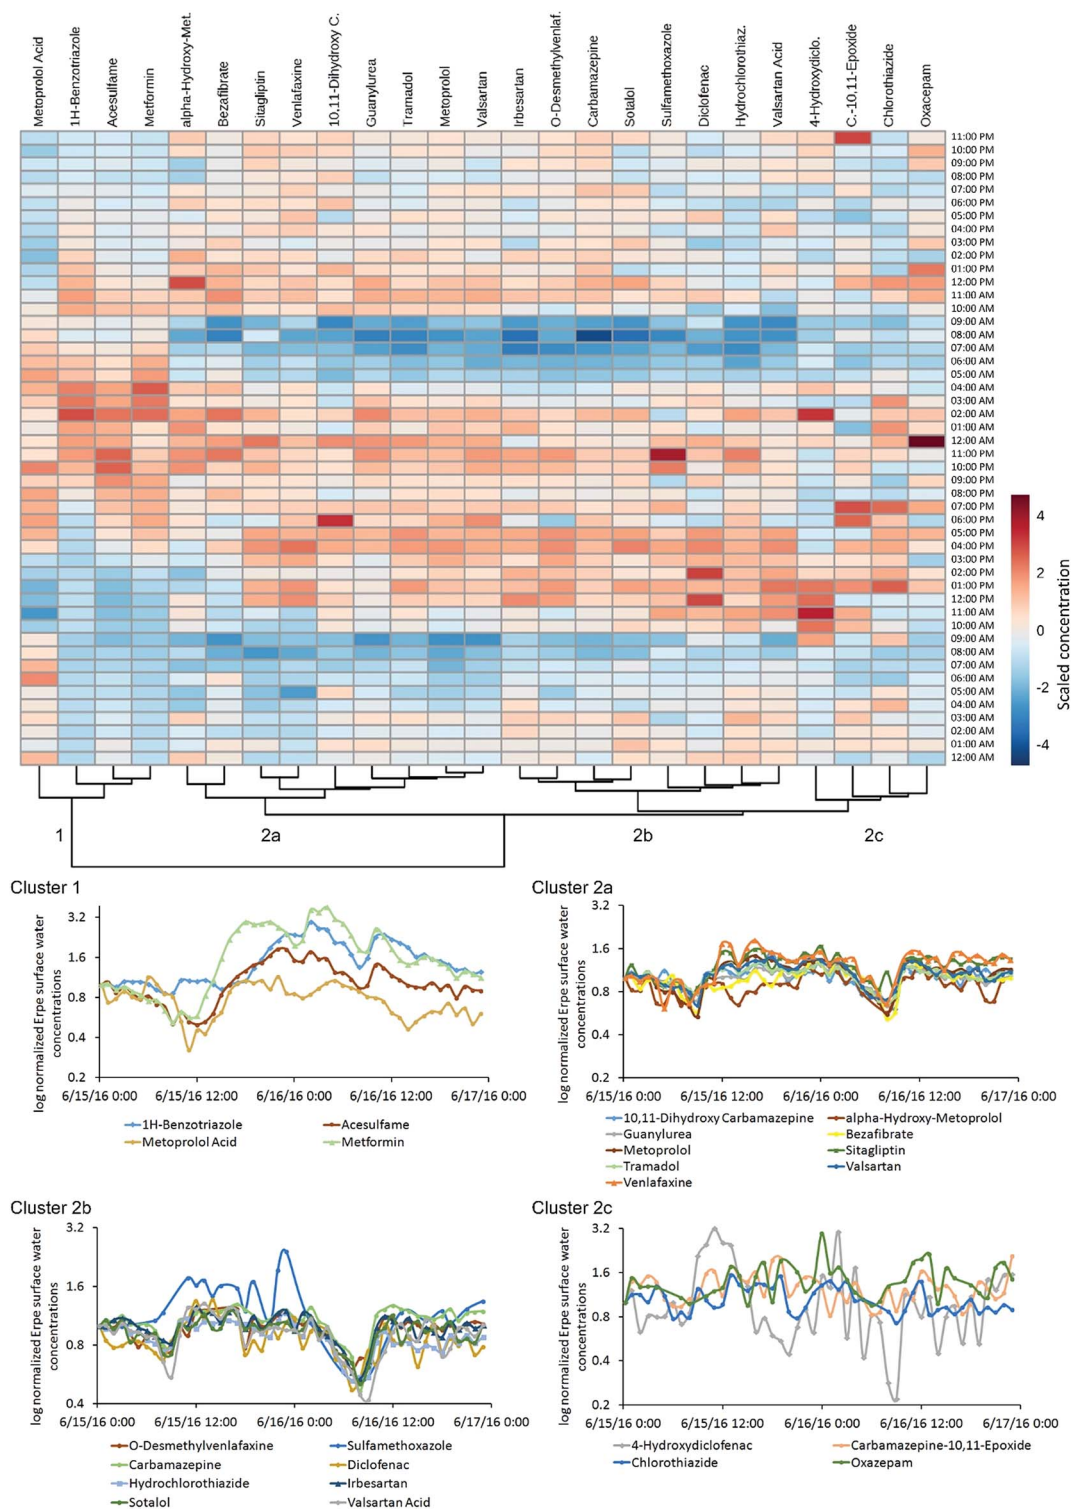 Metoprolol Acid
1H-Benzotriazole
Acesulfame
Metformin
alpha-Hydroxy-Met.
Bezafibrate
Sitagliptin
Venlafaxine
10,11-Dihydroxy C.
Guanylurea
Tramadol
Metoprolol
Valsartan
Irbesartan
O-Desmethylvenlaf.
Carbamazepine
Sotalol
Sulfamethoxazole
Diclofenac
Hydrochlorothiaz.
Valsartan Acid
4-Hydroxydiclo.
C.-10,11-Epoxide
Chlorothiazide
Oxacepam
11:00 PM
10:00 PM
09:00 PM
08:00 PM
07:00 PM
06:00 PM
05:00 PM
04:00 PM
03:00 PM
02:00 PM
01:00 PM
12:00 PM
11:00 AM
10:00 AM
09:00 AM
08:00 AM
07:00 AM
06:00 AM
05:00 AM
04:00 AM
03:00 AM
02:00 AM
01:00 AM
12:00 AM
11:00 PM
10:00 PM
09:00 PM
08:00 PM
07:00 PM
06:00 PM
05:00 PM
04:00 PM
03:00 PM
02:00 PM
01:00 PM
12:00 PM
11:00 AM
10:00 AM
09:00 AM
08:00 AM
07:00 AM
06:00 AM
05:00 AM
04:00 AM
03:00 AM
02:00 AM
01:00 AM
12:00 AM
4
2
0
-2
-4
Scaled concentration
1
2a
2b
2c
Cluster 1
log normalized Erpe surface water
concentrations
3.2
1.6
0.8
0.4
0.2
6/15/16 0:00 6/15/16 12:00 6/16/16 0:00 6/16/16 12:00 6/17/16 0:00
1H-Benzotriazole Acesulfame
Metoprolol Acid Metformin
Cluster 2a
log normalized Erpe surface water
concentrations
3.2
1.6
0.8
0.4
0.2
6/15/16 0:00 6/15/16 12:00 6/16/16 0:00 6/16/16 12:00 6/17/16 0:00
10,11-Dihydroxy Carbamazepine alpha-Hydroxy-Metoprolol
Guanylurea Bezafibrate
Metoprolol Sitagliptin
Tramadol Valsartan
Venlafaxine
Cluster 2b
log normalized Erpe surface water
concentrations
3.2
1.6
0.8
0.4
6/15/16 0:00 6/15/16 12:00 6/16/16 0:00 6/16/16 12:00 6/17/16 0:00
O-Desmethylvenlafaxine Sulfamethoxazole
Carbamazepine Diclofenac
Hydrochlorothiazide Irbesartan
Sotalol Valsartan Acid
Cluster 2c
log normalized Erpe surface water
concentrations
3.2
1.6
0.8
0.4
0.2
6/15/16 0:00 6/15/16 12:00 6/16/16 0:00 6/16/16 12:00 6/17/16 0:00
4-Hydroxydiclofenac Carbamazepine-10,11-Epoxide
Chlorothiazide Oxazepam